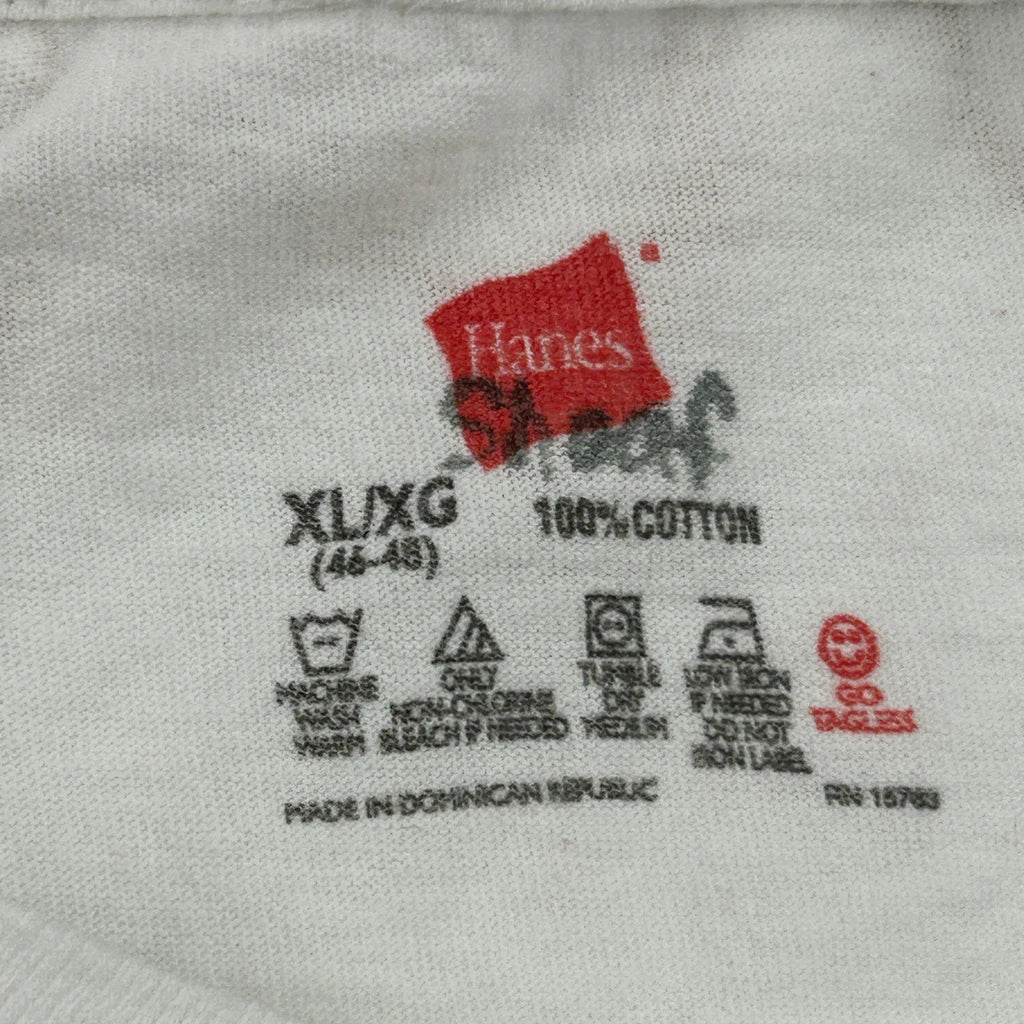 Hanes
XL/XG
(46-48)
100% COTTON
MACHINE
WASH
WARM
ONLY
NON-CHLORINE
BLEACH IF NEEDED
TUMBLE
DRY
MEDIUM
LOW IRON
IF NEEDED
DO NOT
IRON LABEL
GO
TAGLESS
MADE IN DOMINICAN REPUBLIC
RN 15763